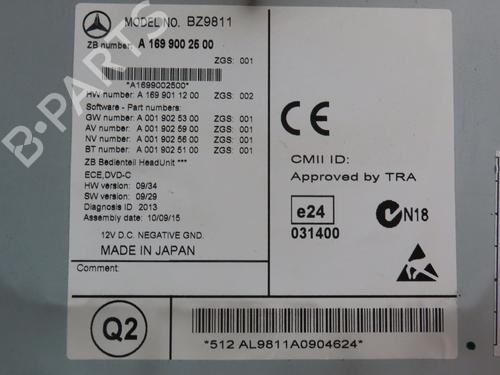 MODEL NO. BZ9811
ZB number: A 169 900 25 00
ZGS: 001
*A1699002500*
HW number: A 169 901 12 00 ZGS: 002
Software - Part numbers:
GW number: A 001 902 53 00 ZGS: 001
AV number: A 001 902 59 00 ZGS: 001
NV number: A 001 902 56 00 ZGS: 001
BT number: A 001 902 51 00 ZGS: 001
ZB Bedienteil HeadUnit ***
ECE,DVD-C
HW version: 09/34
SW version: 09/29
Diagnosis ID: 2013
Assembly date: 10/09/15
12V D.C. NEGATIVE GND.
MADE IN JAPAN
Comment:
CE
CMII ID:
Approved by TRA
e24
031400
N18
Q2
*512 AL9811A0904624*
B-PARTS